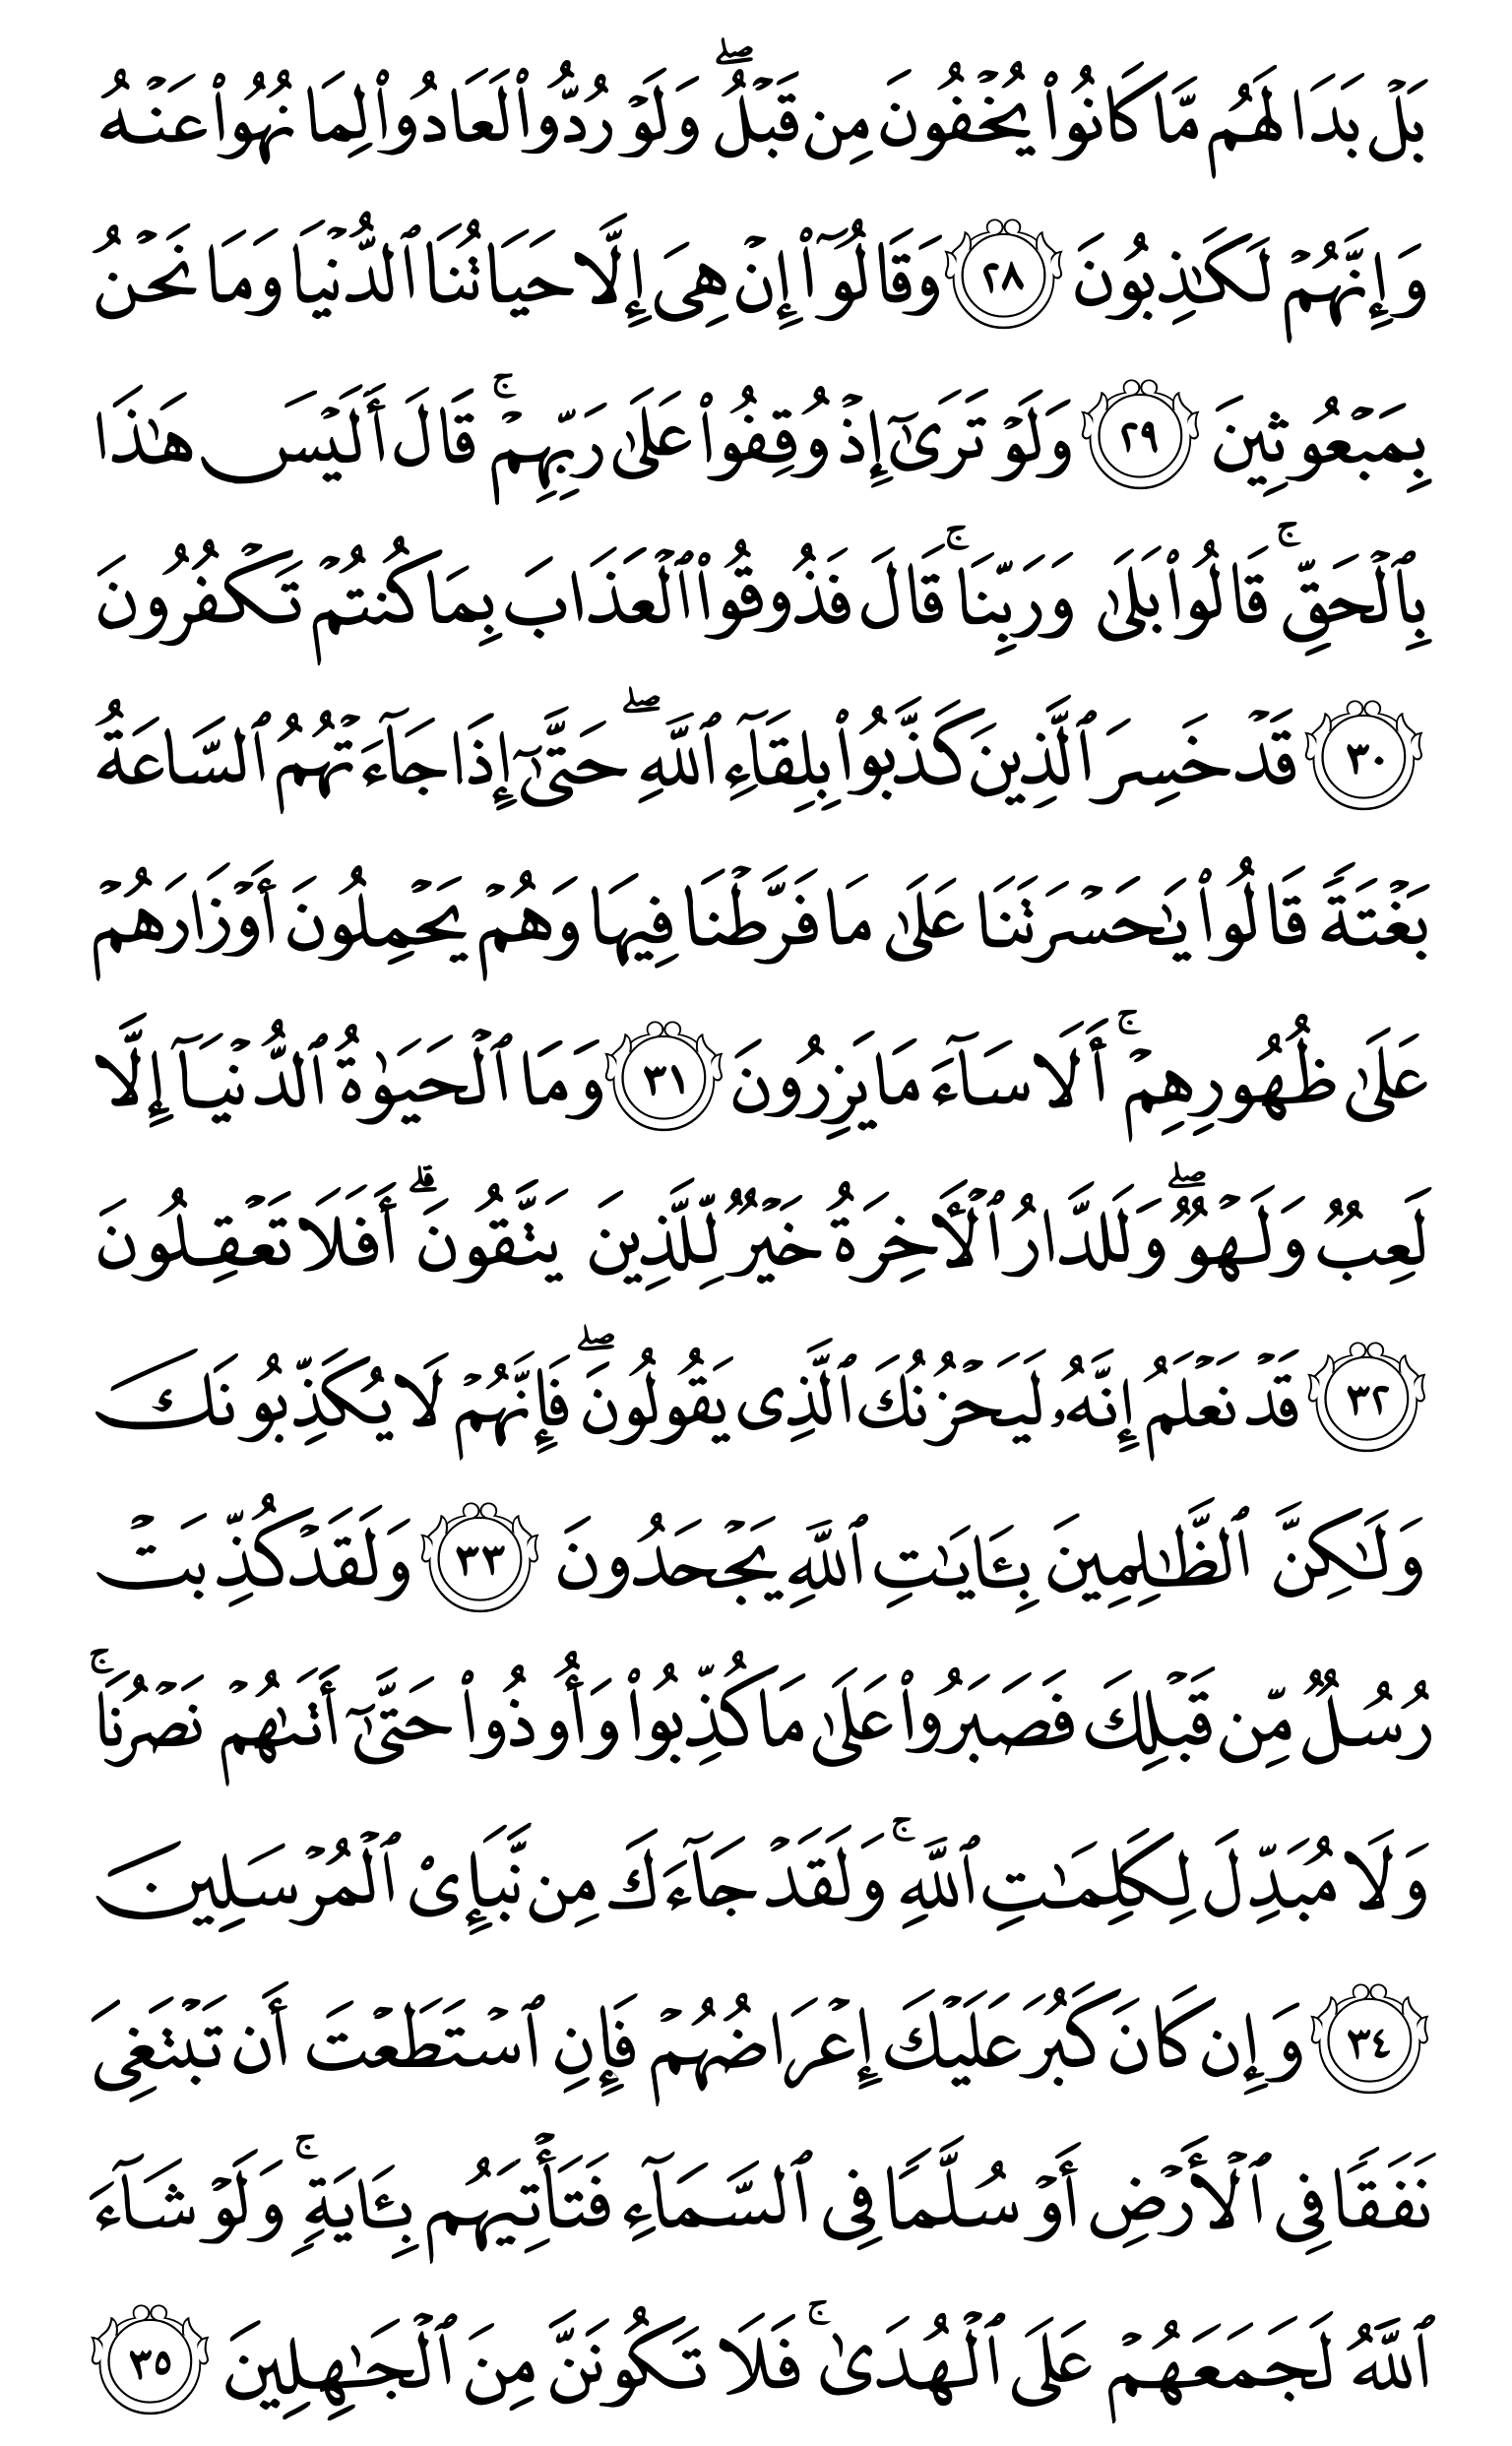 بَلْ بَدَا لَهُم مَّا كَانُوا۟ يُخْفُونَ مِن قَبْلُ ۖ وَلَوْ رُدُّوا۟ لَعَادُوا۟ لِمَا نُهُوا۟ عَنْهُ
وَإِنَّهُمْ لَكَـٰذِبُونَ ٢٨ وَقَالُوٓا۟ إِنْ هِىَ إِلَّا حَيَاتُنَا ٱلدُّنْيَا وَمَا نَحْنُ
بِمَبْعُوثِينَ ٢٩ وَلَوْ تَرَىٰٓ إِذْ وُقِفُوا۟ عَلَىٰ رَبِّهِمْ ۚ قَالَ أَلَيْسَ هَـٰذَا
بِٱلْحَقِّ ۚ قَالُوا۟ بَلَىٰ وَرَبِّنَا ۚ قَالَ فَذُوقُوا۟ ٱلْعَذَابَ بِمَا كُنتُمْ تَكْفُرُونَ
٣٠ قَدْ خَسِرَ ٱلَّذِينَ كَذَّبُوا۟ بِلِقَآءِ ٱللَّهِ ۖ حَتَّىٰٓ إِذَا جَآءَتْهُمُ ٱلسَّاعَةُ
بَغْتَةً قَالُوا۟ يَـٰحَسْرَتَنَا عَلَىٰ مَا فَرَّطْنَا فِيهَا وَهُمْ يَحْمِلُونَ أَوْزَارَهُمْ
عَلَىٰ ظُهُورِهِمْ ۚ أَلَا سَآءَ مَا يَزِرُونَ ٣١ وَمَا ٱلْحَيَوٰةُ ٱلدُّنْيَآ إِلَّا
لَعِبٌ وَلَهْوٌ ۖ وَلَلدَّارُ ٱلْأَخِرَةُ خَيْرٌ لِّلَّذِينَ يَتَّقُونَ ۗ أَفَلَا تَعْقِلُونَ
٣٢ قَدْ نَعْلَمُ إِنَّهُۥ لَيَحْزُنُكَ ٱلَّذِى يَقُولُونَ ۖ فَإِنَّهُمْ لَا يُكَذِّبُونَكَ
وَلَـٰكِنَّ ٱلظَّـٰلِمِينَ بِـَٔايَـٰتِ ٱللَّهِ يَجْحَدُونَ ٣٣ وَلَقَدْ كُذِّبَتْ
رُسُلٌ مِّن قَبْلِكَ فَصَبَرُوا۟ عَلَىٰ مَا كُذِّبُوا۟ وَأُوذُوا۟ حَتَّىٰٓ أَتَىٰهُمْ نَصْرُنَا ۚ
وَلَا مُبَدِّلَ لِكَلِمَـٰتِ ٱللَّهِ ۚ وَلَقَدْ جَآءَكَ مِن نَّبَإِى۟ ٱلْمُرْسَلِينَ
٣٤ وَإِن كَانَ كَبُرَ عَلَيْكَ إِعْرَاضُهُمْ فَإِنِ ٱسْتَطَعْتَ أَن تَبْتَغِىَ
نَفَقًا فِى ٱلْأَرْضِ أَوْ سُلَّمًا فِى ٱلسَّمَآءِ فَتَأْتِيَهُم بِـَٔايَةٍ ۚ وَلَوْ شَآءَ
ٱللَّهُ لَجَمَعَهُمْ عَلَى ٱلْهُدَىٰ ۚ فَلَا تَكُونَنَّ مِنَ ٱلْجَـٰهِلِينَ ٣٥